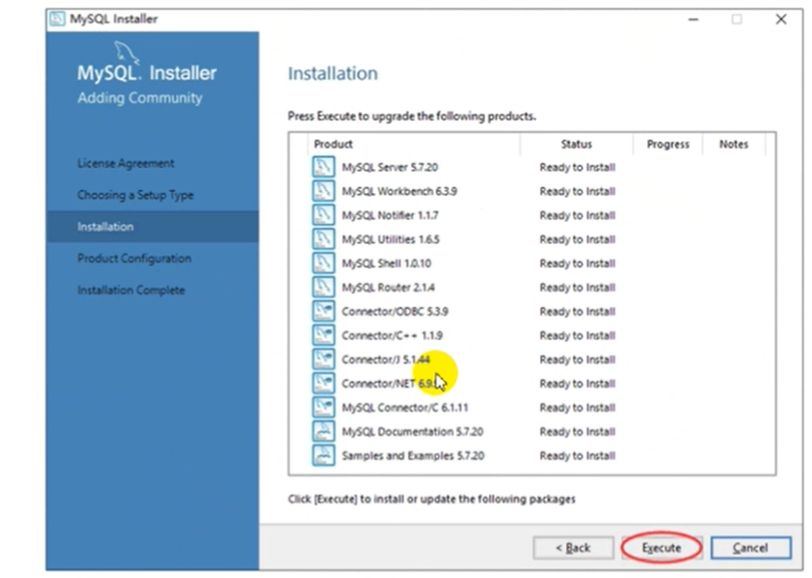 MySQL Installer
MySQL. Installer
Adding Community
License Agreement
Choosing a Setup Type
Installation
Product Configuration
Installation Complete
Installation
Press Execute to upgrade the following products.
Product Status Progress Notes
MySQL Server 5.7.20 Ready to Install
MySQL Workbench 6.3.9 Ready to Install
MySQL Notifier 1.1.7 Ready to Install
MySQL Utilities 1.6.5 Ready to Install
MySQL Shell 1.0.10 Ready to Install
MySQL Router 2.1.4 Ready to Install
Connector/ODBC 5.3.9 Ready to Install
Connector/C++ 1.1.9 Ready to Install
Connector/J 5.1.44 Ready to Install
Connector/NET Ready to Install
MySQL Connector/C 6.1.11 Ready to Install
MySQL Documentation 5.7.20 Ready to Install
Samples and Examples 5.7.20 Ready to Install
Click [Execute] to install or update the following packages
< Back Execute Cancel